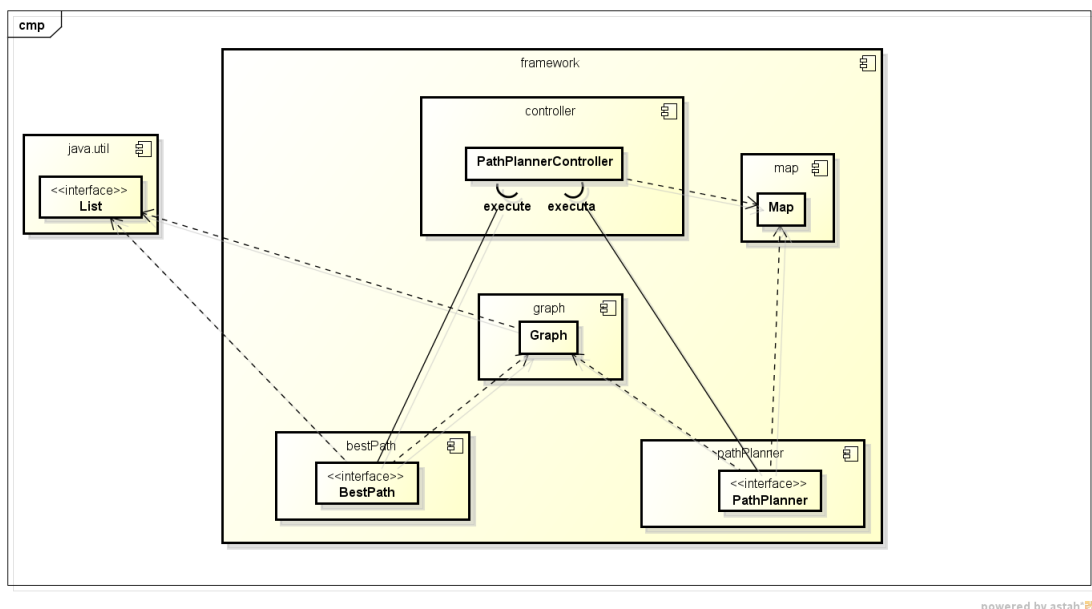 cmp
framework
controller
PathPlannerController
execute executa
java.util
<<interface>>
List
map
Map
graph
Graph
bestPath
<<interface>>
BestPath
pathPlanner
<<interface>>
PathPlanner
powered by astah